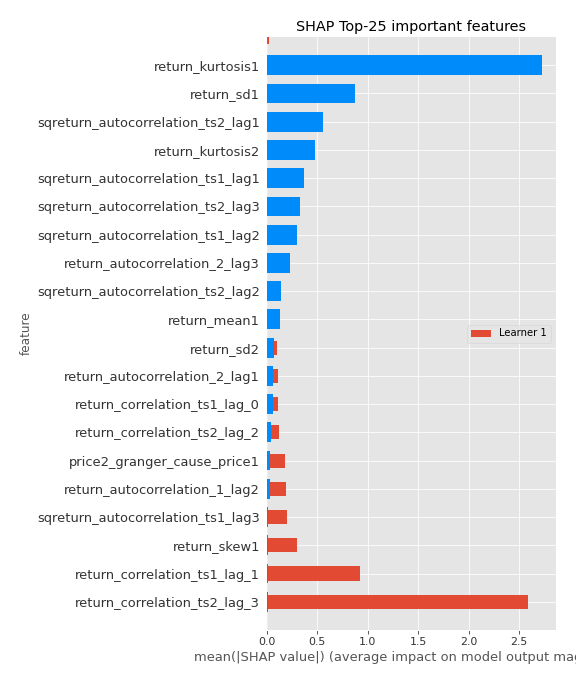 SHAP Top-25 important features
return_kurtosis1
return_sd1
sqreturn_autocorrelation_ts2_lag1
return_kurtosis2
sqreturn_autocorrelation_ts1_lag1
sqreturn_autocorrelation_ts2_lag3
sqreturn_autocorrelation_ts1_lag2
return_autocorrelation_2_lag3
sqreturn_autocorrelation_ts2_lag2
return_mean1
return_sd2
return_autocorrelation_2_lag1
return_correlation_ts1_lag_0
return_correlation_ts2_lag_2
price2_granger_cause_price1
return_autocorrelation_1_lag2
sqreturn_autocorrelation_ts1_lag3
return_skew1
return_correlation_ts1_lag_1
return_correlation_ts2_lag_3
feature
Learner 1
0.0 0.5 1.0 1.5 2.0 2.5
mean(|SHAP value|) (average impact on model output mag